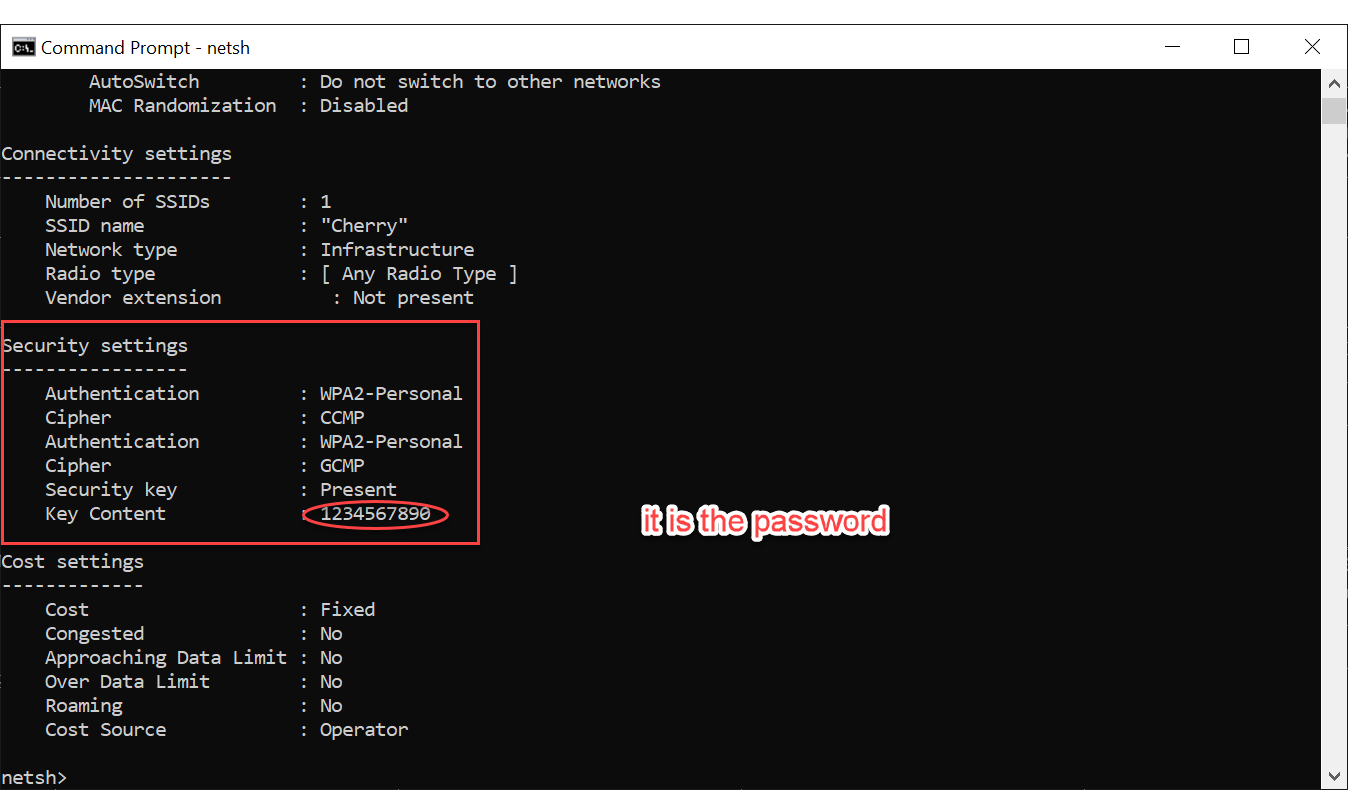 Command Prompt - netsh
AutoSwitch : Do not switch to other networks
MAC Randomization : Disabled
Connectivity settings
---------------------
Number of SSIDs : 1
SSID name : "Cherry"
Network type : Infrastructure
Radio type : [ Any Radio Type ]
Vendor extension : Not present
Security settings
-----------------
Authentication : WPA2-Personal
Cipher : CCMP
Authentication : WPA2-Personal
Cipher : GCMP
Security key : Present
Key Content : 1234567890
it is the password
Cost settings
-------------
Cost : Fixed
Congested : No
Approaching Data Limit : No
Over Data Limit : No
Roaming : No
Cost Source : Operator
netsh>